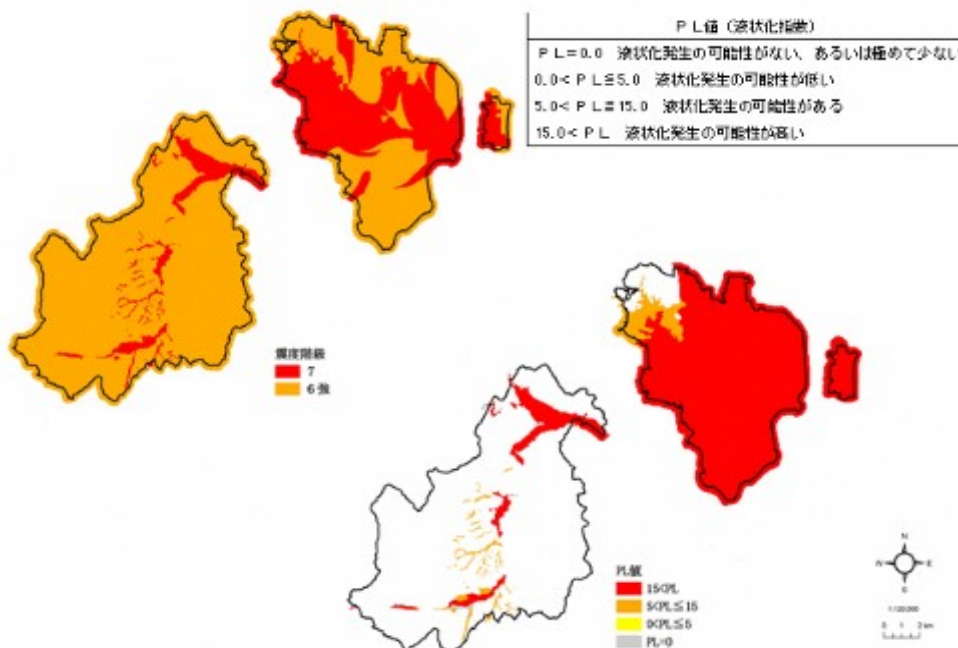 PL値（液状化指数）
PL=0.0 液状化発生の可能性がない、あるいは極めて少ない
0.0<PL≦5.0 液状化発生の可能性が低い
5.0<PL≦15.0 液状化発生の可能性がある
15.0<PL 液状化発生の可能性が高い
震度階級
7
6強
PL値
15<PL
5<PL≦15
0<PL≦5
PL=0
N
W
E
S
0 1 2 km